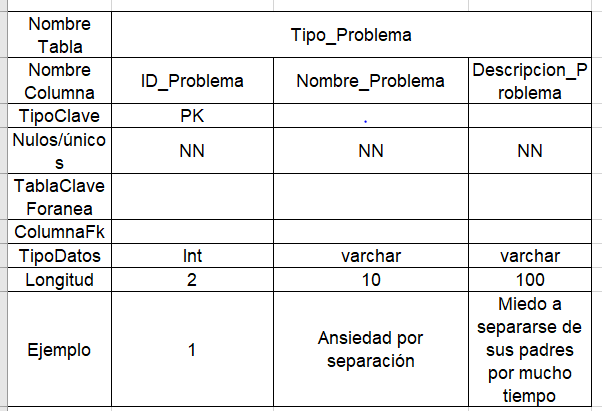 Nombre Tabla Tipo_Problema
Nombre Columna ID_Problema Nombre_Problema Descripcion_Problema
TipoClave PK .
Nulos/únicos NN NN NN
TablaClave Foranea
ColumnaFk
TipoDatos Int varchar varchar
Longitud 2 10 100
Ejemplo 1 Ansiedad por separación Miedo a separarse de sus padres por mucho tiempo